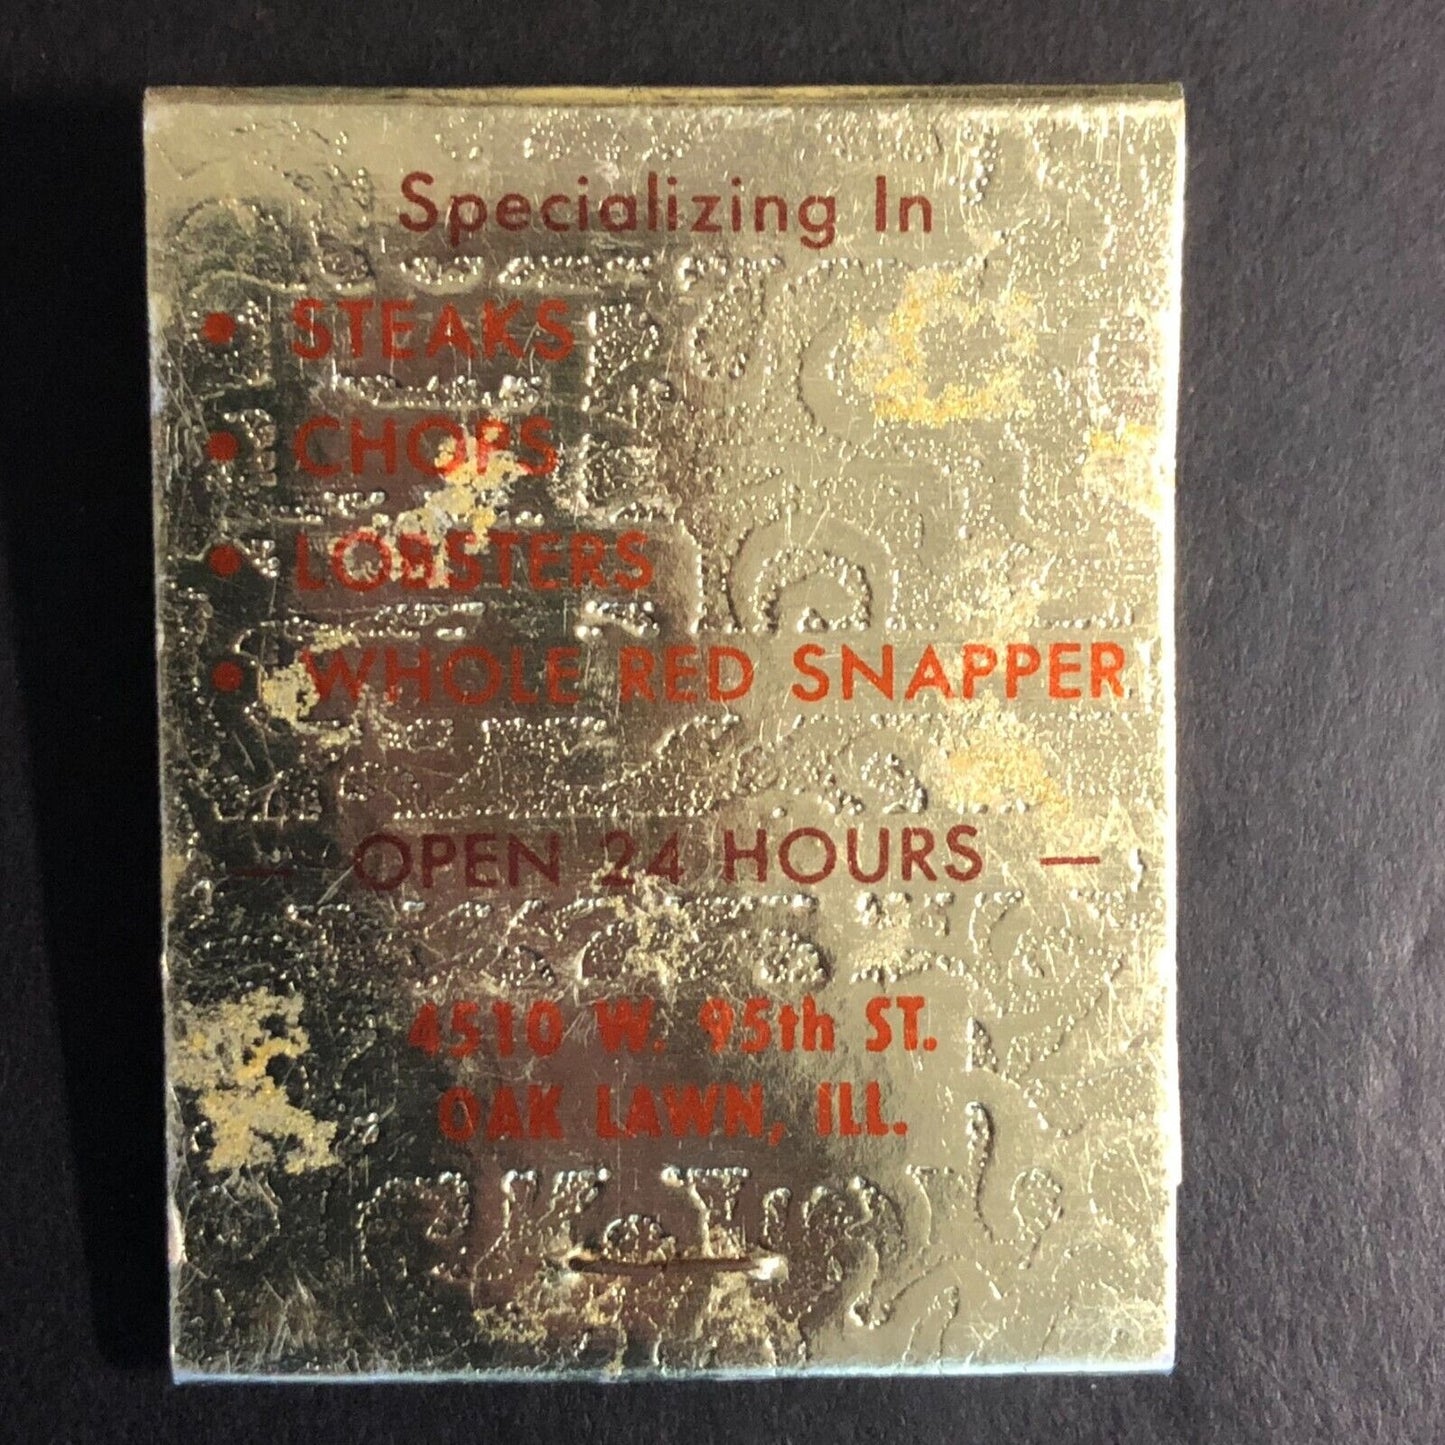 Specializing In
• STEAKS
• CHOPS
• LOBSTERS
• WHOLE RED SNAPPER
— OPEN 24 HOURS —
4510 W. 95th ST.
OAK LAWN, ILL.